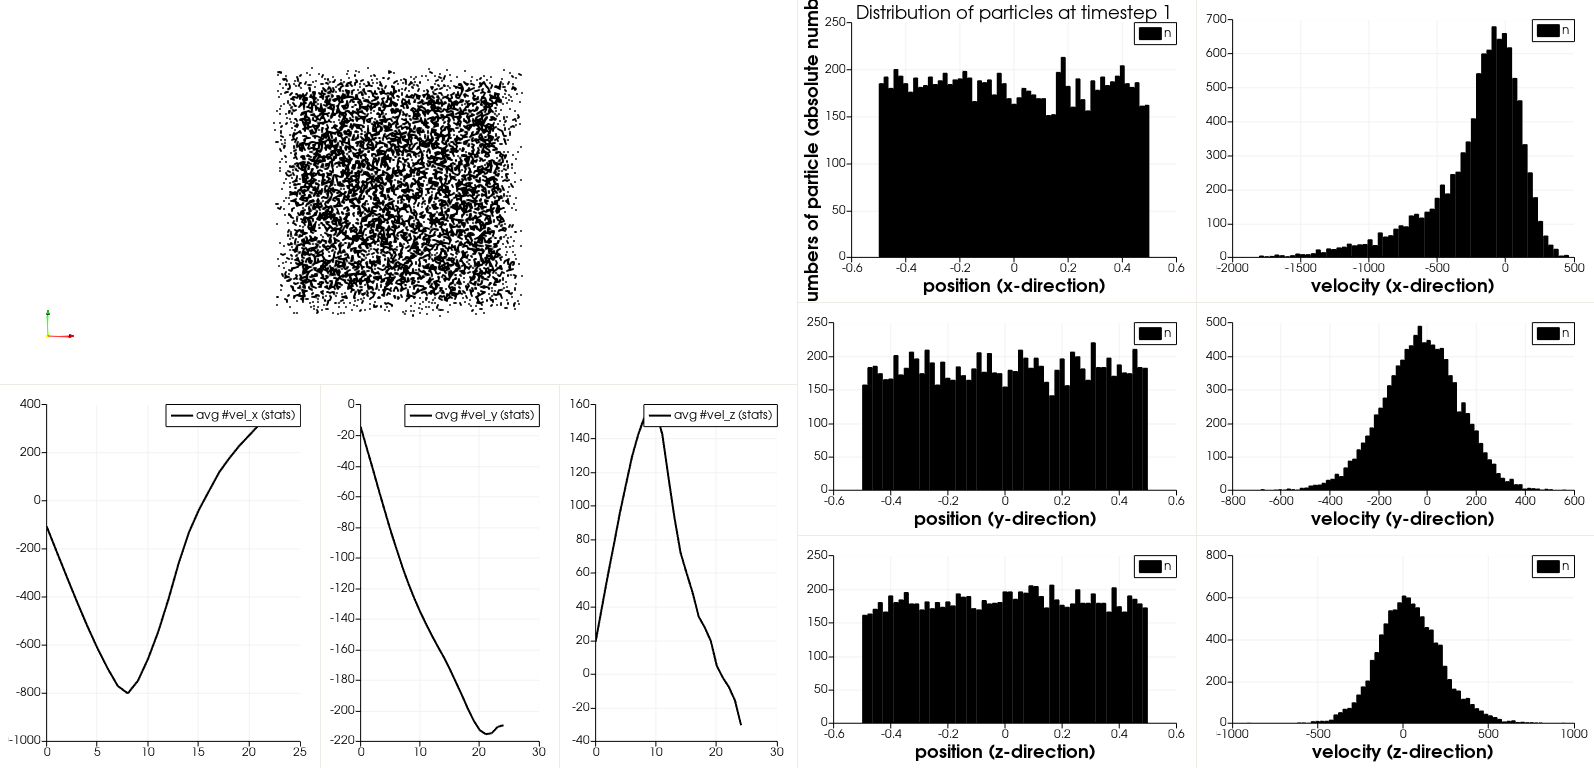 Distribution of particles at timestep 1
umbers of particle (absolute numb
250
200
150
100
50
0
n
-0.6 -0.4 -0.2 0 0.2 0.4 0.6
position (x-direction)
700
600
500
400
300
200
100
0
n
-2000 -1500 -1000 -500 0 500
velocity (x-direction)
250
200
150
100
50
0
n
-0.6 -0.4 -0.2 0 0.2 0.4 0.6
position (y-direction)
500
400
300
200
100
0
n
-800 -600 -400 -200 0 200 400 600
velocity (y-direction)
250
200
150
100
50
0
n
-0.6 -0.4 -0.2 0 0.2 0.4 0.6
position (z-direction)
800
600
400
200
0
n
-1000 -500 0 500 1000
velocity (z-direction)
400
200
0
-200
-400
-600
-800
-1000
avg #vel_x (stats)
0 5 10 15 20 25
0
-20
-40
-60
-80
-100
-120
-140
-160
-180
-200
-220
avg #vel_y (stats)
0 10 20 30
160
140
120
100
80
60
40
20
0
-20
-40
avg #vel_z (stats)
0 10 20 30